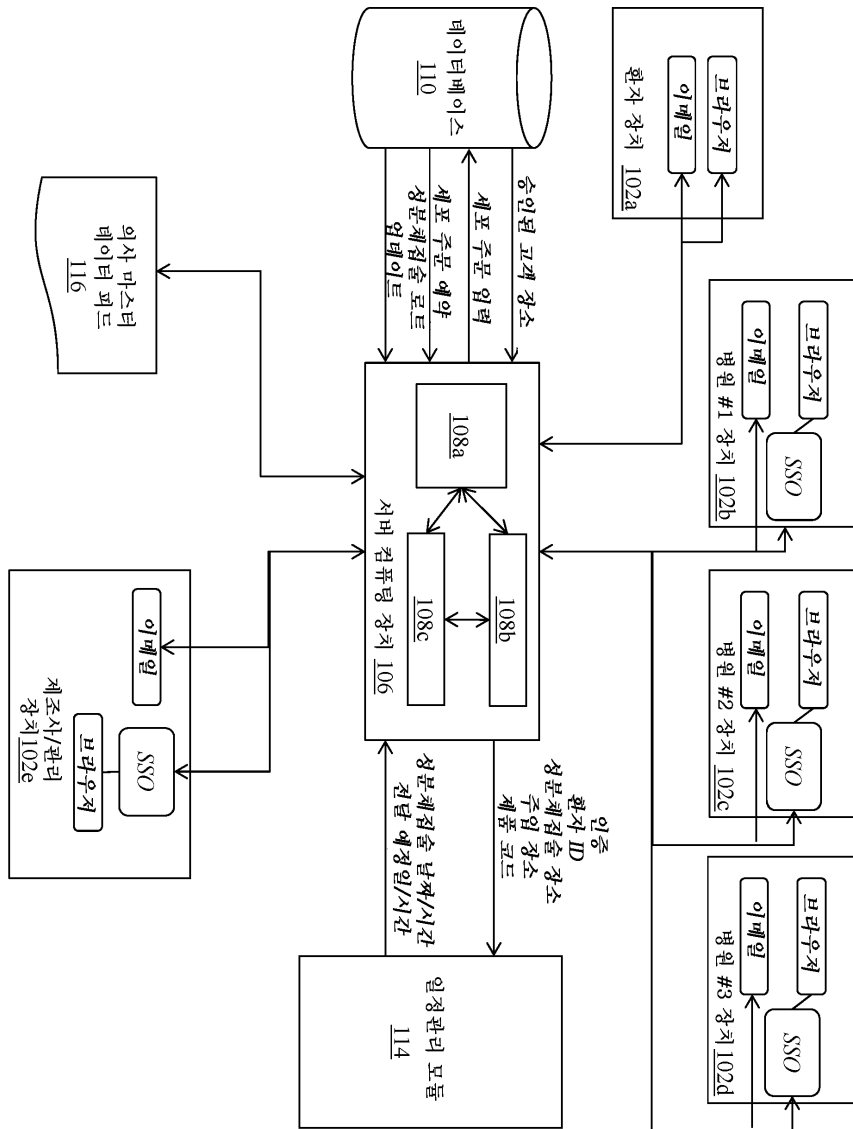 환자 장치 102a
브라우저
이메일
병원 #1 장치 102b
브라우저
이메일
SSO
병원 #2 장치 102c
브라우저
이메일
SSO
병원 #3 장치 102d
브라우저
이메일
SSO
데이터베이스
110
승인된 고객 장소
세포 주문 입력
세포 주문 예약
성분채집술 로트
업데이트
108a
108b
108c
서버 컴퓨팅 장치 106
인증
환자 ID
성분채집술 장소
주입 장소
제품 코드
성분채집술 날짜/시간
전달 예정일/시간
일정관리 모듈
114
의사 마스터
데이터 피드
116
이메일
SSO
브라우저
제조사/관리
장치102e